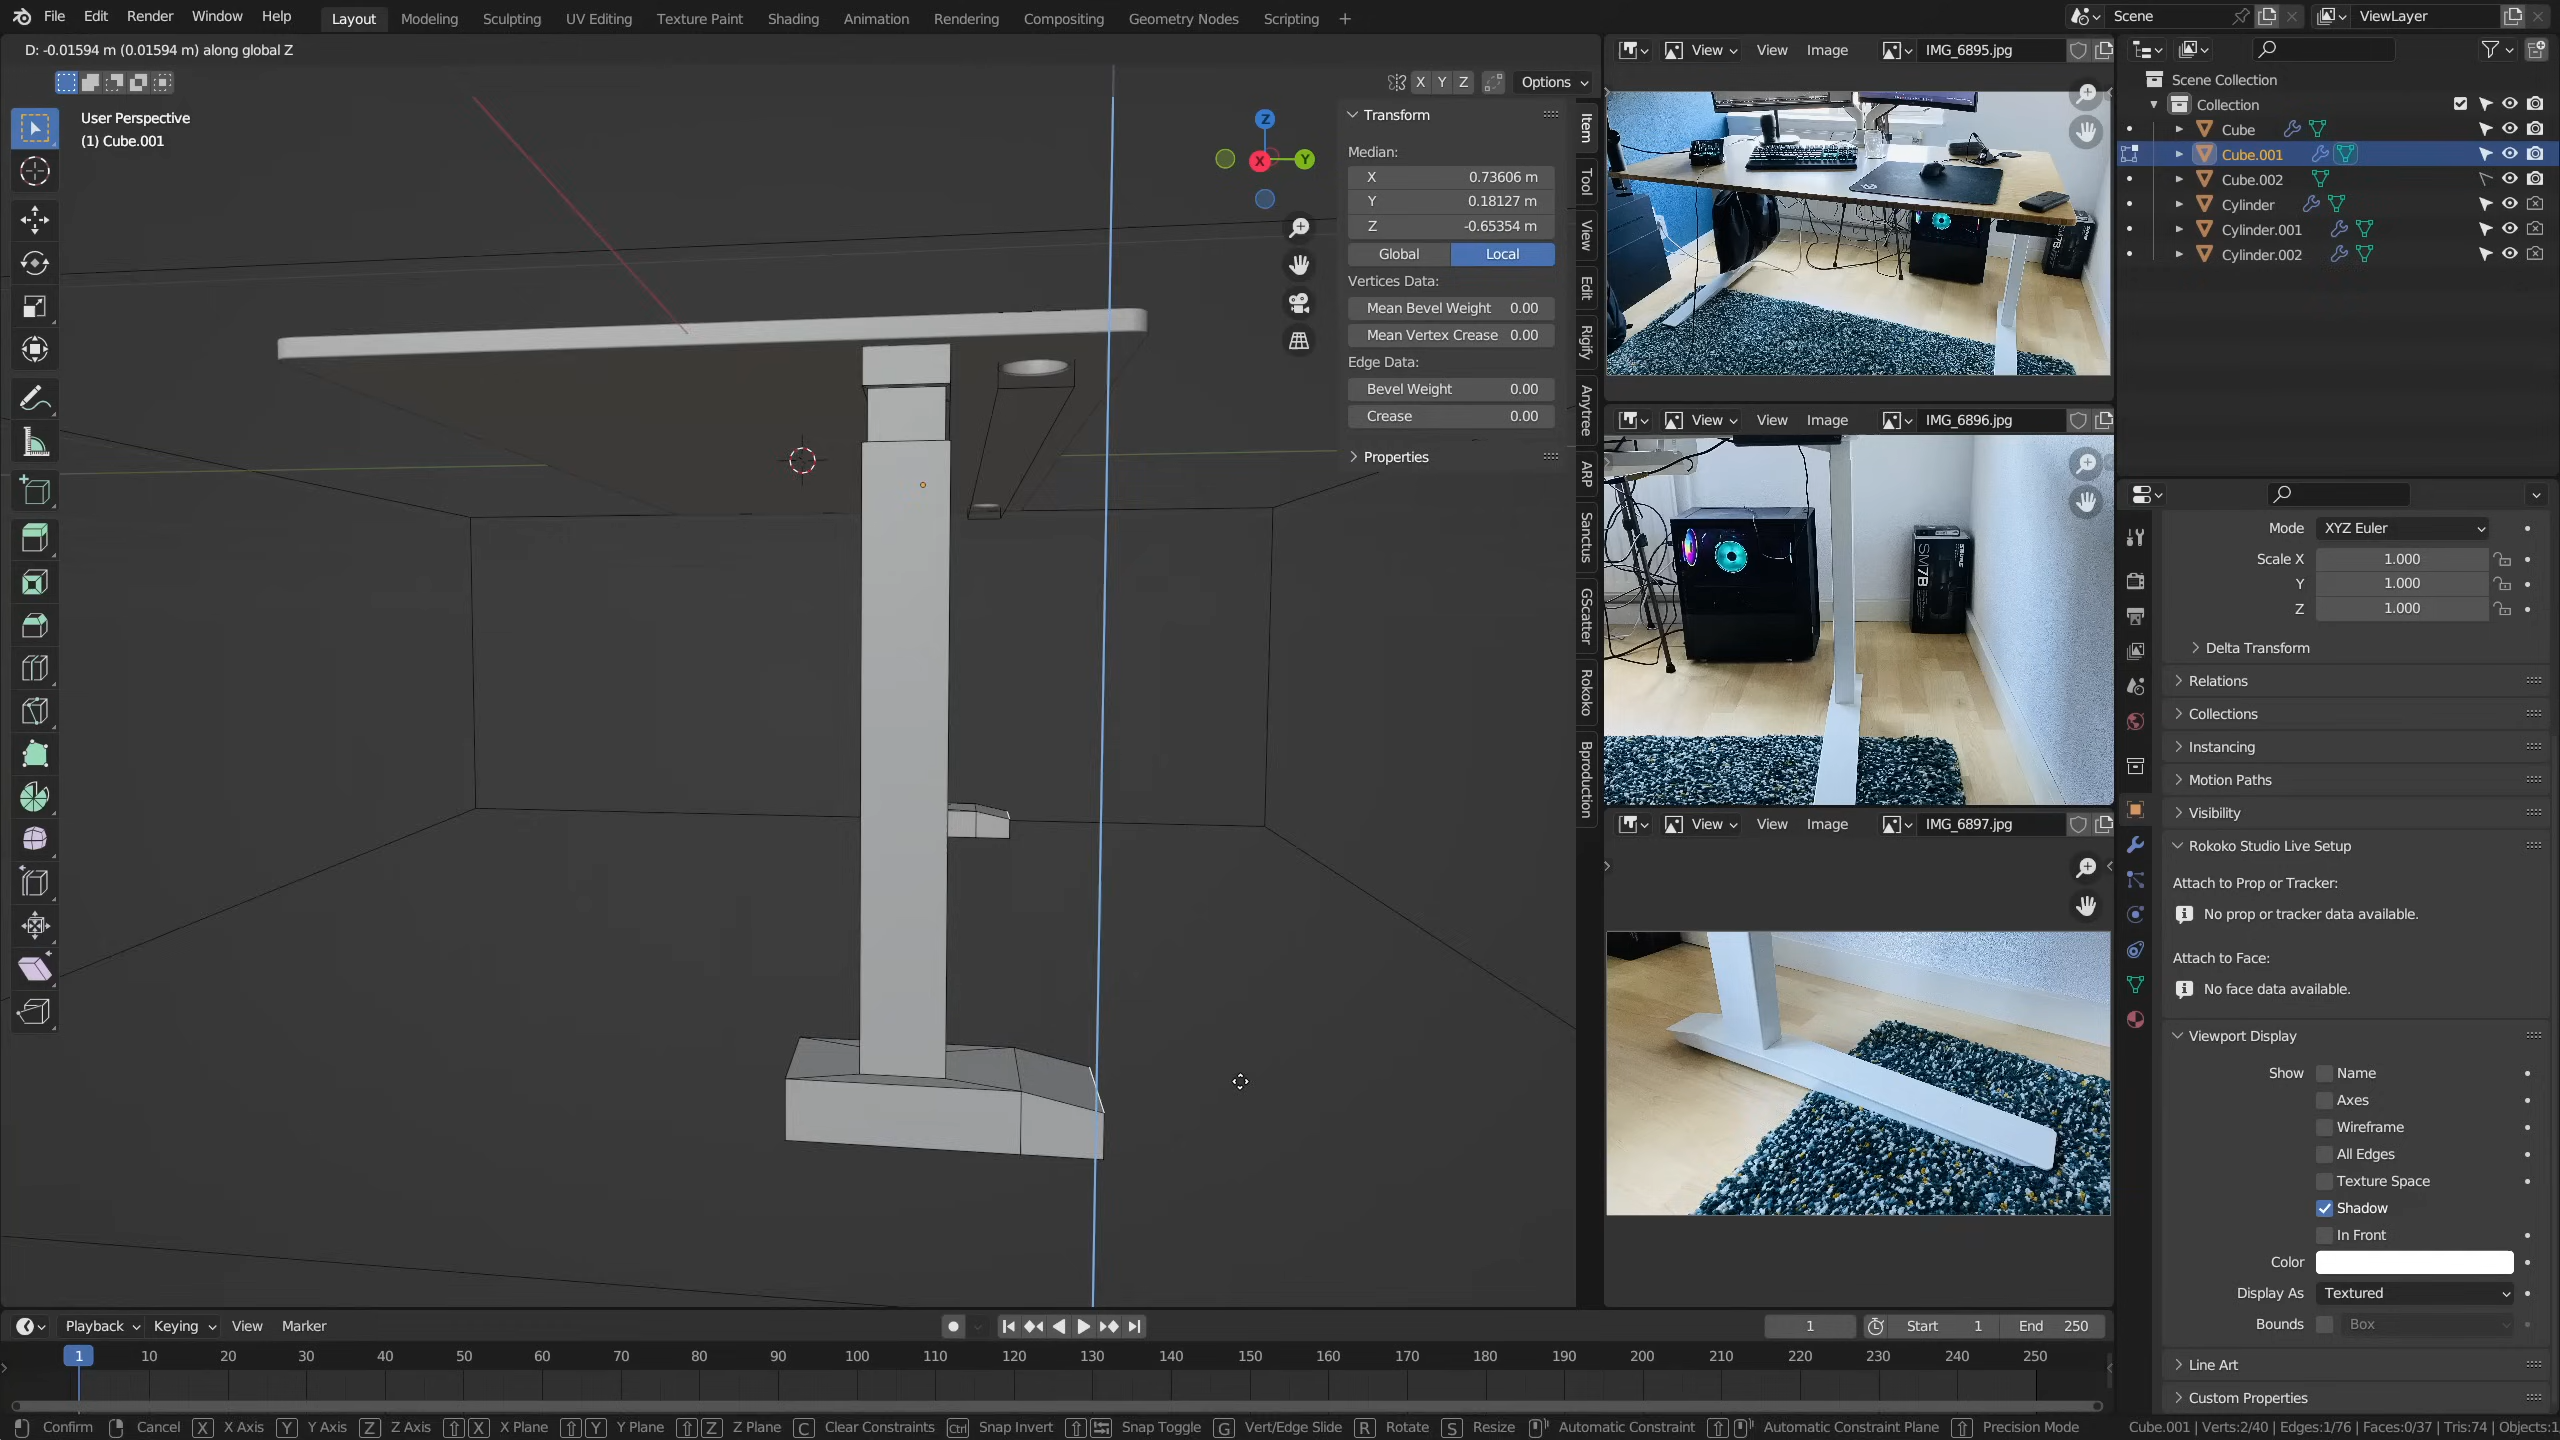 File Edit Render Window Help
Layout Modeling Sculpting UV Editing Texture Paint Shading Animation Rendering Compositing Geometry Nodes Scripting +
Scene
ViewLayer
D: -0.01594 m (0.01594 m) along global Z
X Y Z Options
User Perspective
(1) Cube.001
Z
X
Y
Transform
Median:
X 0.73606 m
Y 0.18127 m
Z -0.65354 m
Global Local
Vertices Data:
Mean Bevel Weight 0.00
Mean Vertex Crease 0.00
Edge Data:
Bevel Weight 0.00
Crease 0.00
Properties
Item
Tool
View
Edit
Rigify
Anytree
ARP
Sanctus
GScatter
Rokoko
Bproduction
View View Image IMG_6895.jpg
View View Image IMG_6896.jpg
SM7B
View View Image IMG_6897.jpg
Scene Collection
Collection
Cube
Cube.001
Cube.002
Cylinder
Cylinder.001
Cylinder.002
Mode XYZ Euler
Scale X 1.000
Y 1.000
Z 1.000
Delta Transform
Relations
Collections
Instancing
Motion Paths
Visibility
Rokoko Studio Live Setup
Attach to Prop or Tracker:
No prop or tracker data available.
Attach to Face:
No face data available.
Viewport Display
Show Name
Axes
Wireframe
All Edges
Texture Space
Shadow
In Front
Color
Display As Textured
Bounds Box
Line Art
Custom Properties
Playback Keying View Marker
1 Start 1 End 250
1 10 20 30 40 50 60 70 80 90 100 110 120 130 140 150 160 170 180 190 200 210 220 230 240 250
Confirm Cancel X X Axis Y Y Axis Z Z Axis X X Plane Y Y Plane Z Z Plane C Clear Constraints Ctrl Snap Invert Snap Toggle G Vert/Edge Slide R Rotate S Resize Automatic Constraint Automatic Constraint Plane Precision Mode Cube.001 | Verts:2/40 | Edges:1/76 | Faces:0/37 | Tris:74 | Objects:1